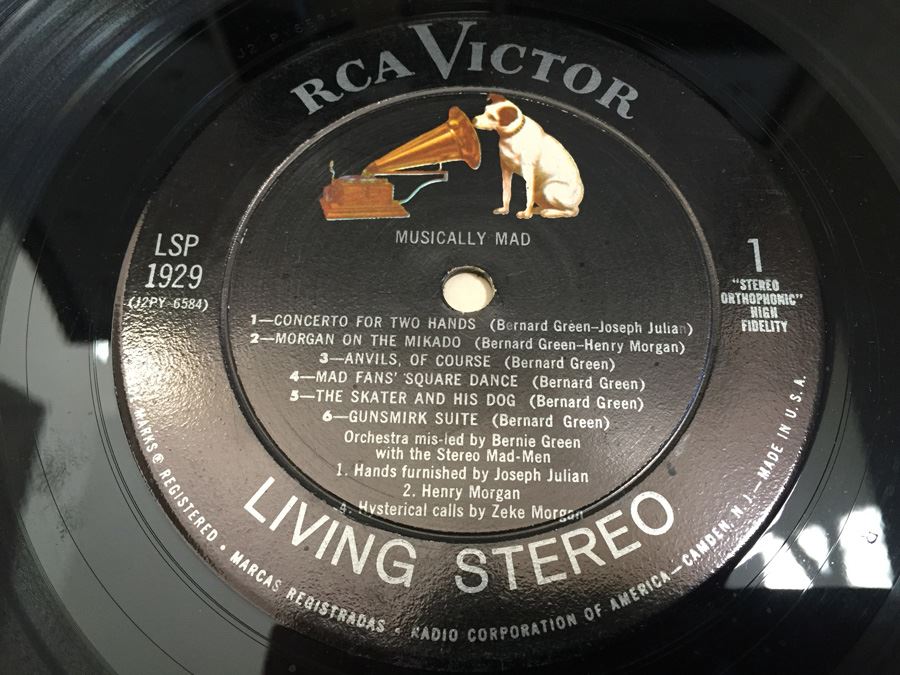 RCA VICTOR
MUSICALLY MAD
LSP
1929
(J2PY 6584)
1
"STEREO
ORTHOPHONIC"
HIGH
FIDELITY
1—CONCERTO FOR TWO HANDS (Bernard Green–Joseph Julian)
2—MORGAN ON THE MIKADO (Bernard Green–Henry Morgan)
3—ANVILS, OF COURSE (Bernard Green)
4—MAD FANS' SQUARE DANCE (Bernard Green)
5—THE SKATER AND HIS DOG (Bernard Green)
6—GUNSMIRK SUITE (Bernard Green)
Orchestra mis-led by Bernie Green
with the Stereo Mad-Men
1. Hands furnished by Joseph Julian
2. Henry Morgan
4. Hysterical calls by Zeke Morgan
LIVING STEREO
MARKS ® REGISTERED • MARCAS REGISTRADAS • RADIO CORPORATION OF AMERICA—CAMDEN, N. J. MADE IN U. S. A.